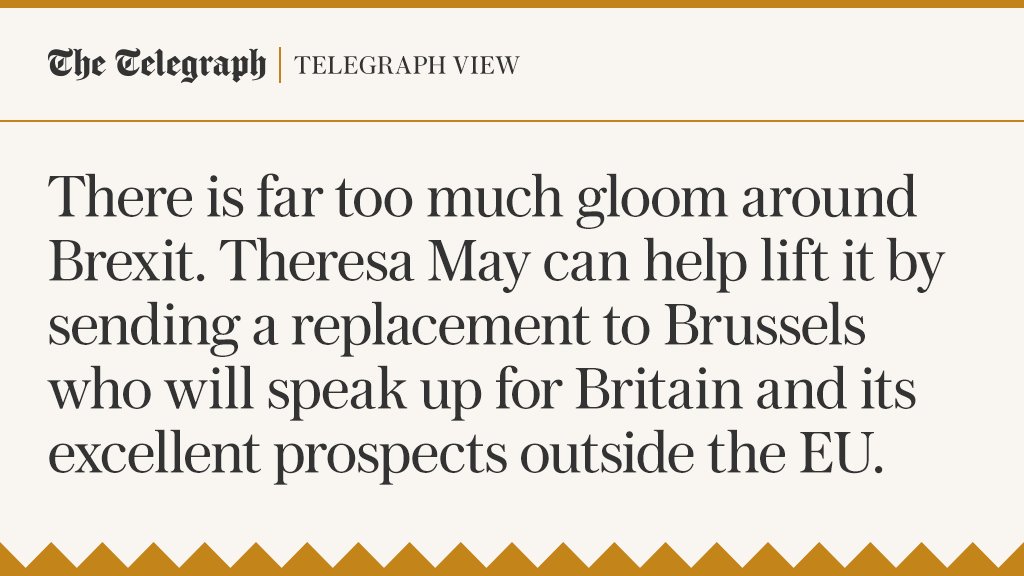 The Telegraph | TELEGRAPH VIEW
There is far too much gloom around
Brexit. Theresa May can help lift it by
sending a replacement to Brussels
who will speak up for Britain and its
excellent prospects outside the EU.